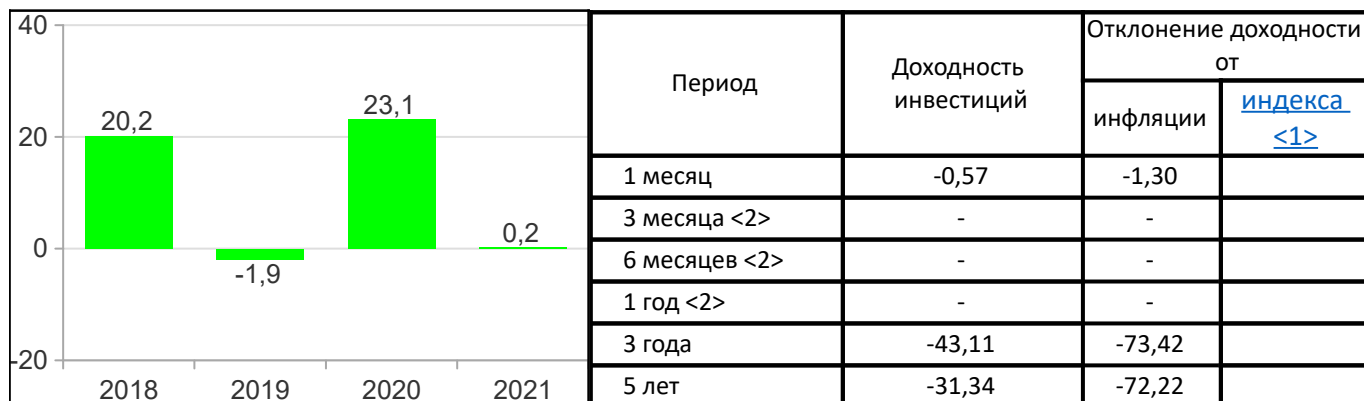 40
20
0
-20
20,2
-1,9
23,1
0,2
2018 2019 2020 2021
Период
Доходность
инвестиций
Отклонение доходности
от
инфляции
индекса
<1>
1 месяц -0,57 -1,30
3 месяца <2> - -
6 месяцев <2> - -
1 год <2> - -
3 года -43,11 -73,42
5 лет -31,34 -72,22